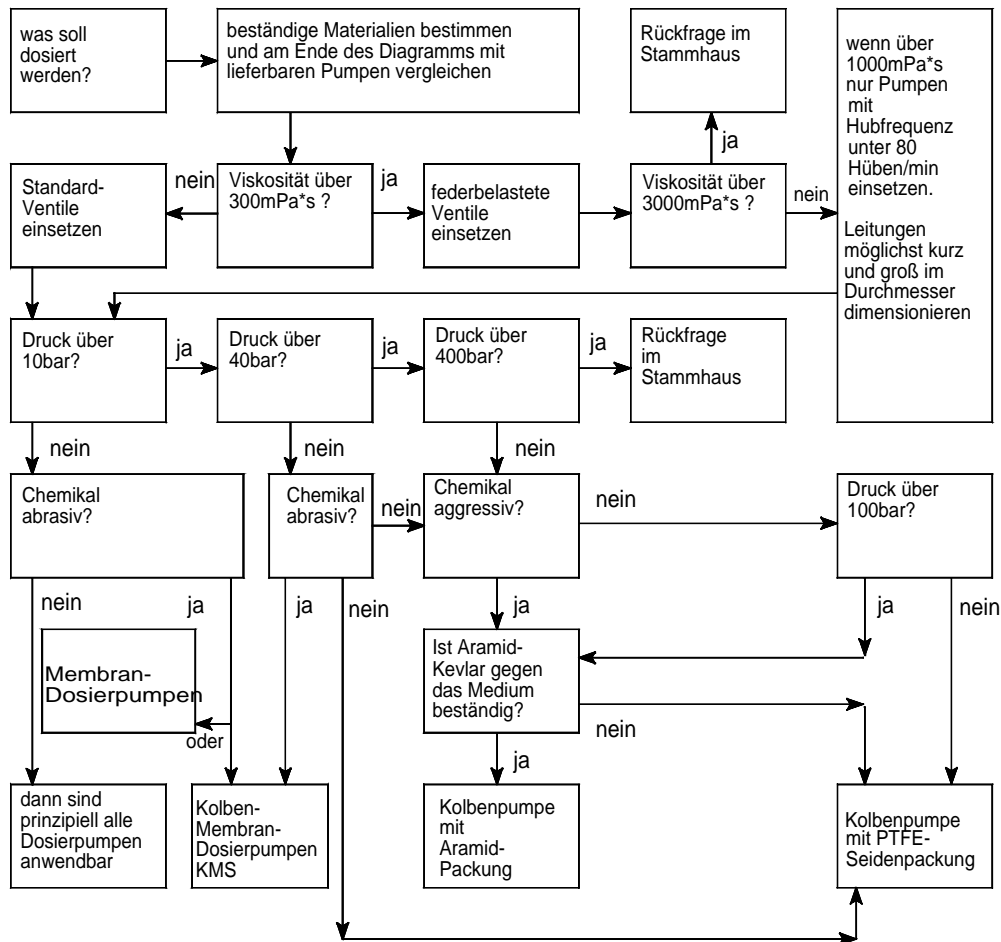 was soll
dosiert
werden?
beständige Materialien bestimmen
und am Ende des Diagramms mit
lieferbaren Pumpen vergleichen
Rückfrage im
Stammhaus
wenn über
1000mPa*s
nur Pumpen
mit
Hubfrequenz
unter 80
Hüben/min
einsetzen.
Leitungen
möglichst kurz
und groß im
Durchmesser
dimensionieren
ja
Standard-
Ventile
einsetzen
nein
Viskosität über
300mPa*s ?
ja
federbelastete
Ventile
einsetzen
Viskosität über
3000mPa*s ?
nein
Druck über
10bar?
ja
Druck über
40bar?
ja
Druck über
400bar?
ja
Rückfrage
im
Stammhaus
nein
nein
nein
Chemikal
abrasiv?
Chemikal
abrasiv?
nein
Chemikal
aggressiv?
nein
Druck über
100bar?
nein
ja
ja
nein
ja
ja
nein
Membran-
Dosierpumpen
oder
Ist Aramid-
Kevlar gegen
das Medium
beständig?
nein
ja
dann sind
prinzipiell alle
Dosierpumpen
anwendbar
Kolben-
Membran-
Dosierpumpen
KMS
Kolbenpumpe
mit
Aramid-
Packung
Kolbenpumpe
mit PTFE-
Seidenpackung